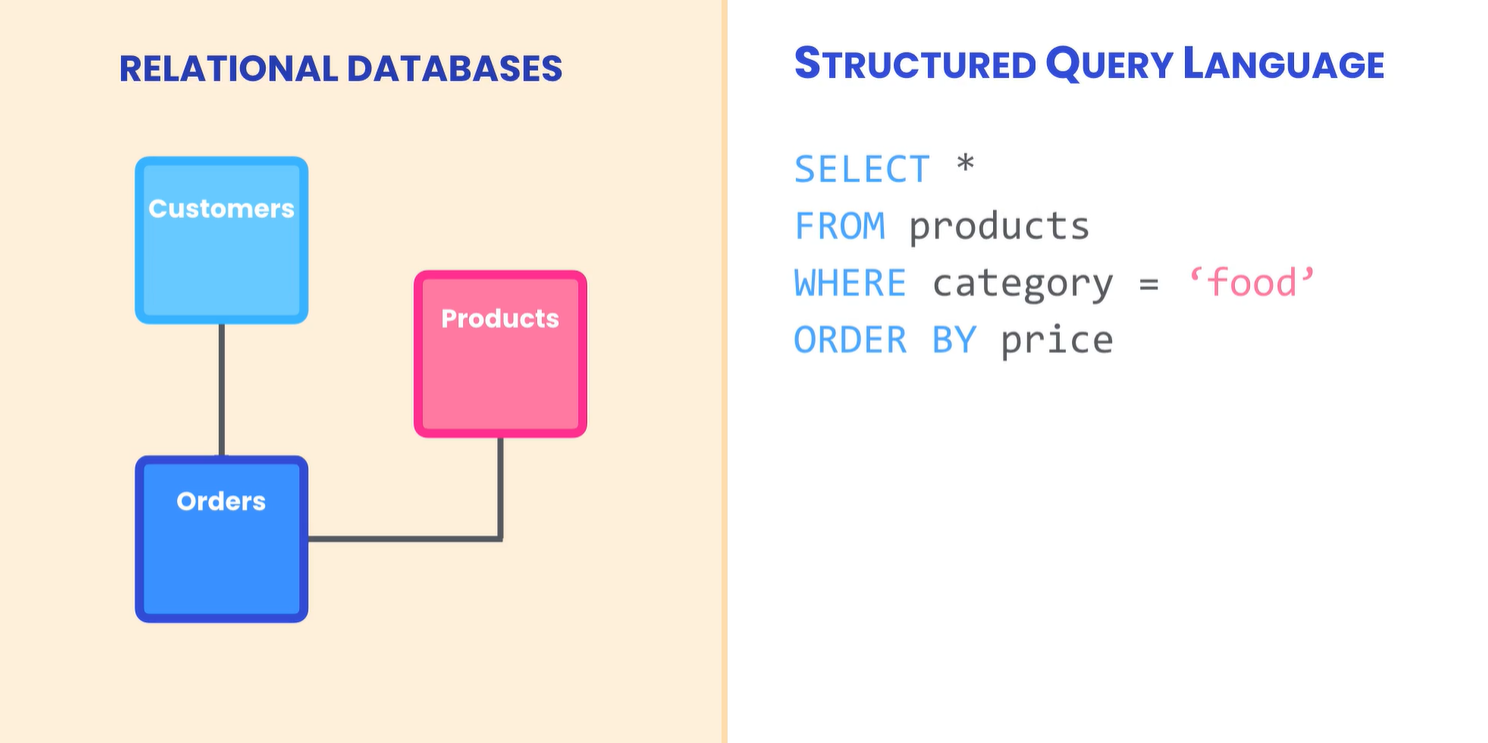 RELATIONAL DATABASES
Customers
Products
Orders
STRUCTURED QUERY LANGUAGE
SELECT *
FROM products
WHERE category = ‘food’
ORDER BY price